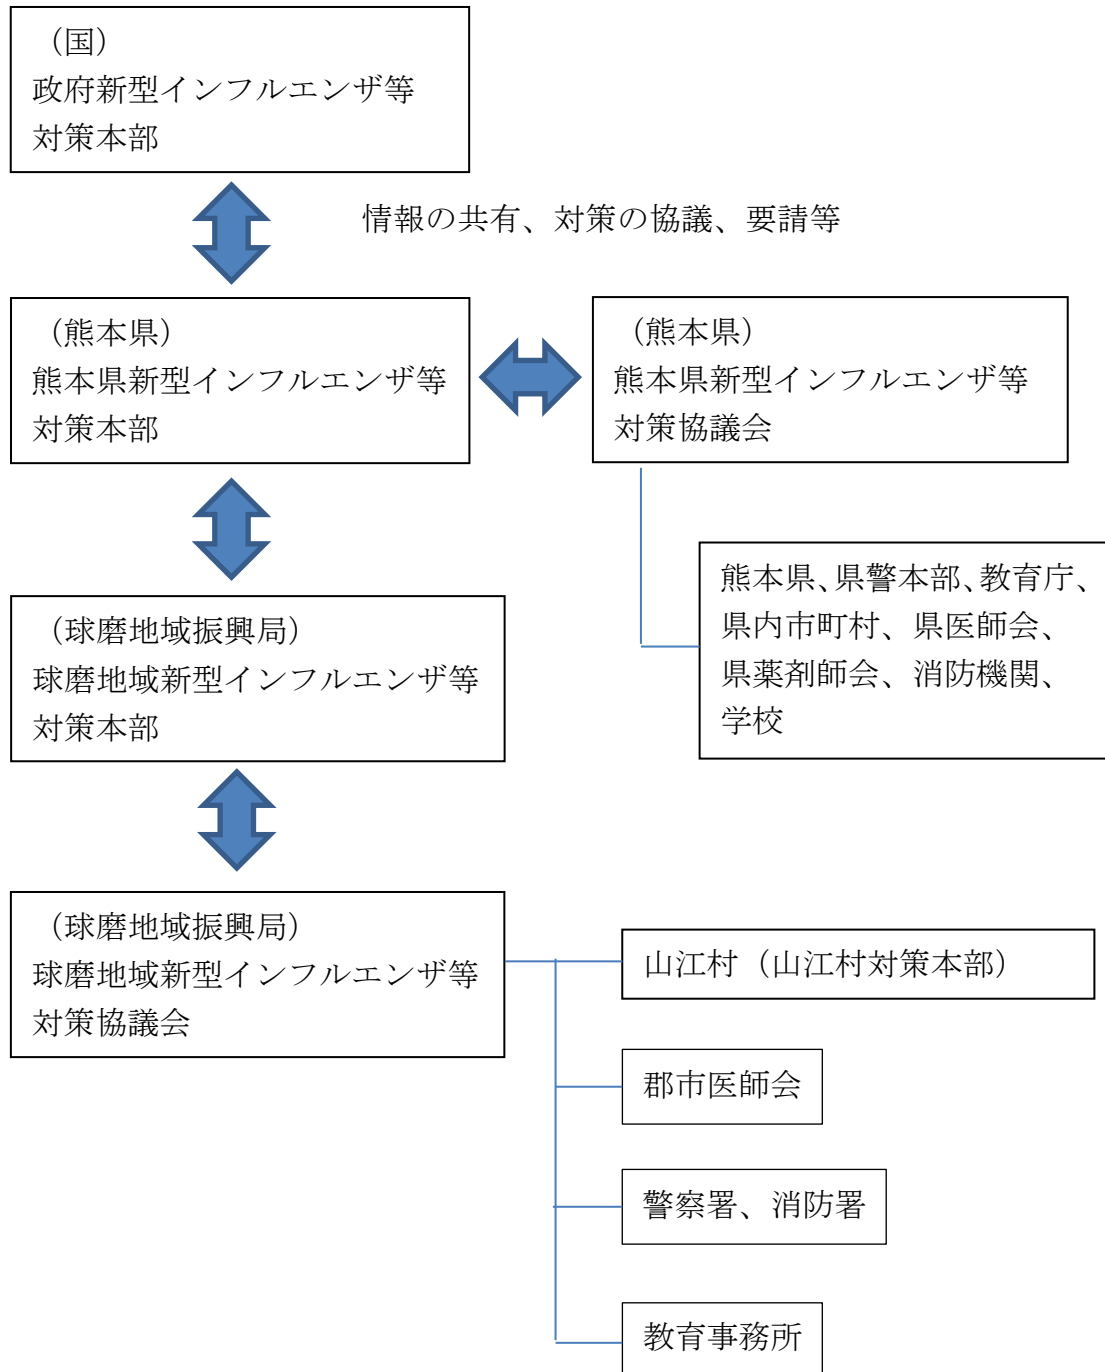 （国）
政府新型インフルエンザ等
対策本部
情報の共有、対策の協議、要請等
（熊本県）
熊本県新型インフルエンザ等
対策本部
（熊本県）
熊本県新型インフルエンザ等
対策協議会
熊本県、県警本部、教育庁、
県内市町村、県医師会、
県薬剤師会、消防機関、
学校
（球磨地域振興局）
球磨地域新型インフルエンザ等
対策本部
（球磨地域振興局）
球磨地域新型インフルエンザ等
対策協議会
山江村（山江村対策本部）
郡市医師会
警察署、消防署
教育事務所